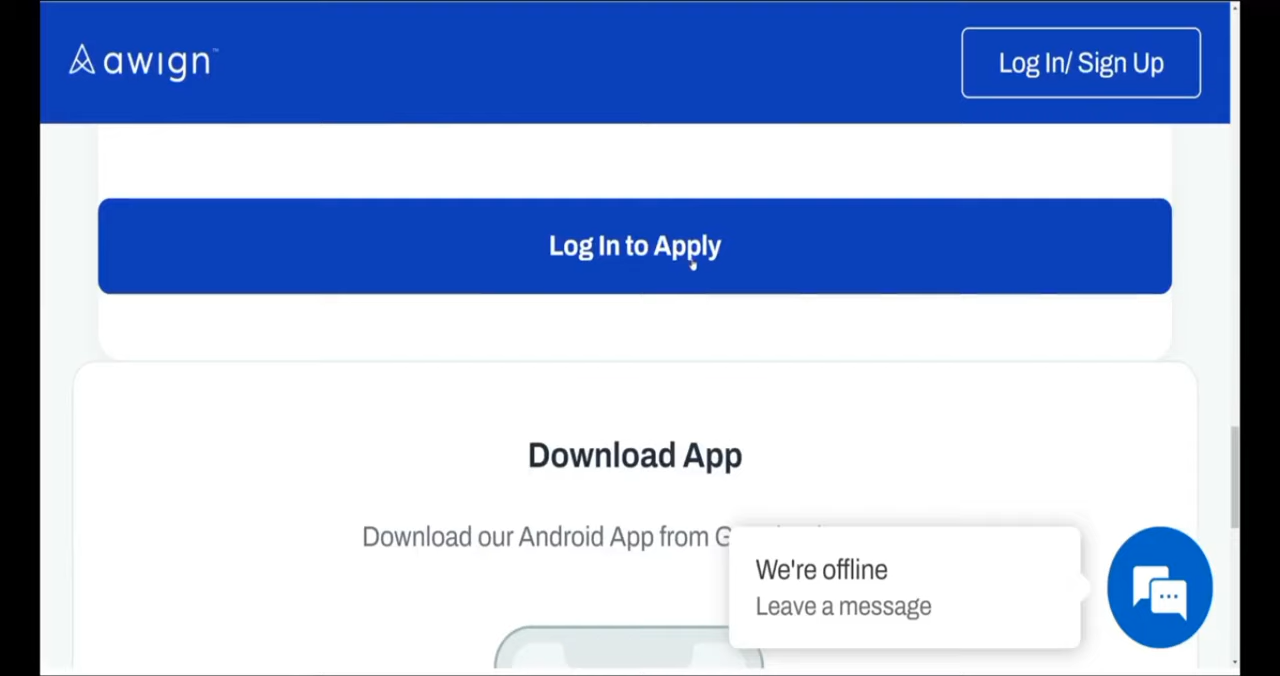 awign™
Log In/ Sign Up
Log In to Apply
Download App
Download our Android App from
We're offline
Leave a message